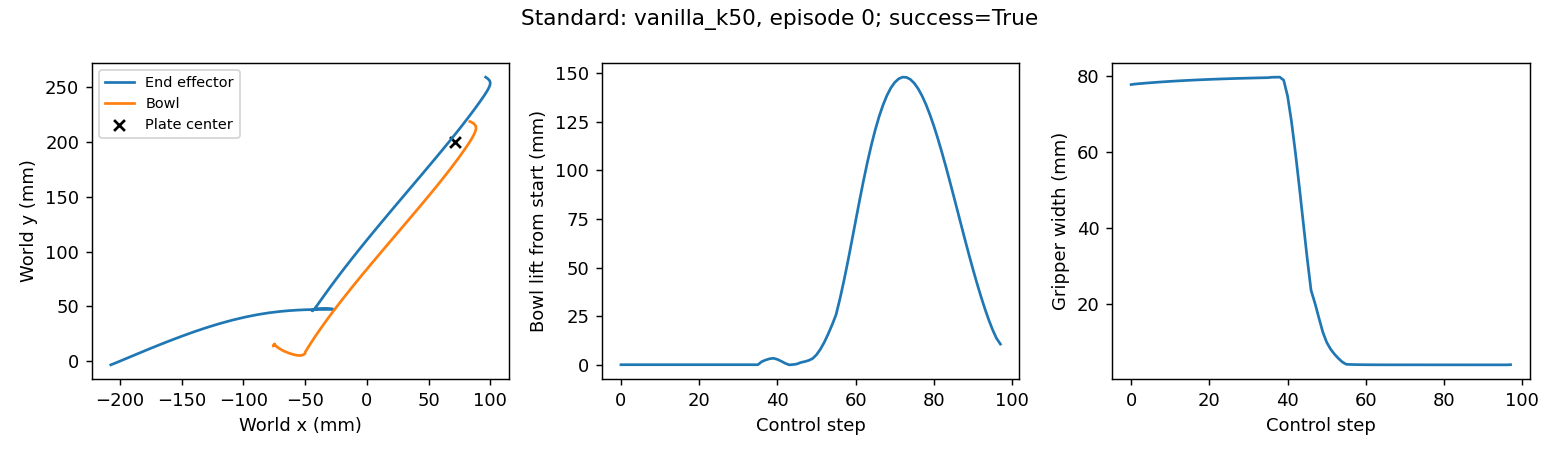 Standard: vanilla_k50, episode 0; success=True
End effector
Bowl
Plate center
250
200
150
100
50
0
−200 −150 −100 −50 0 50 100
World x (mm)
World y (mm)
150
125
100
75
50
25
0
0 20 40 60 80 100
Control step
Bowl lift from start (mm)
80
60
40
20
0 20 40 60 80 100
Control step
Gripper width (mm)